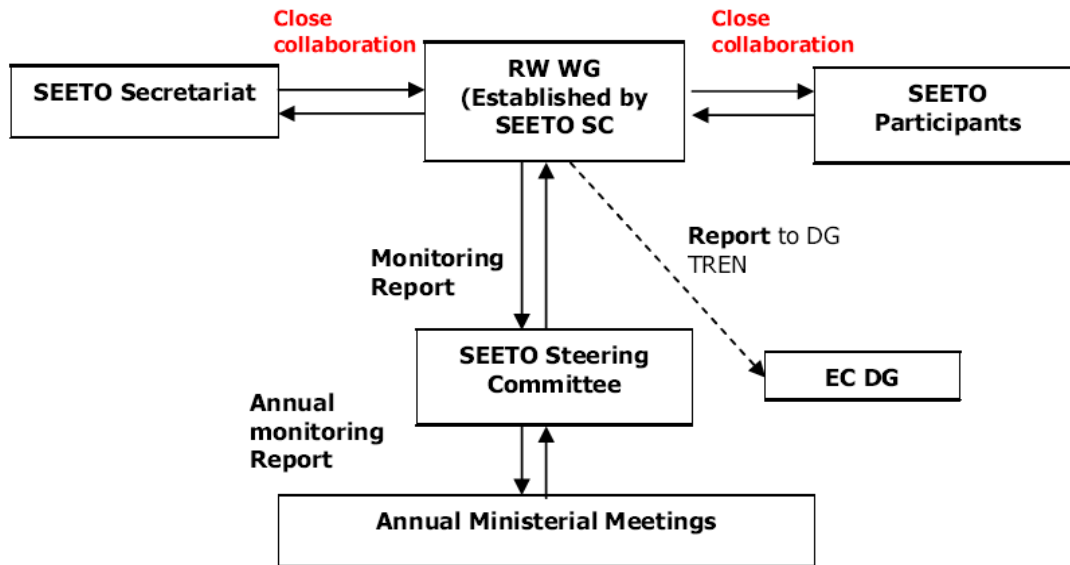 Close
collaboration
Close
collaboration
SEETO Secretariat
RW WG
(Established by
SEETO SC
SEETO
Participants
Report to DG
TREN
Monitoring
Report
SEETO Steering
Committee
EC DG
Annual
monitoring
Report
Annual Ministerial Meetings